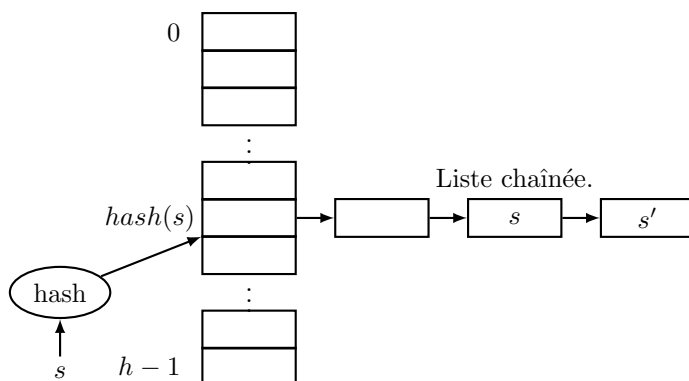 0
⋮
Liste chaînée.
hash(s)
s
s′
hash
⋮
s
h − 1